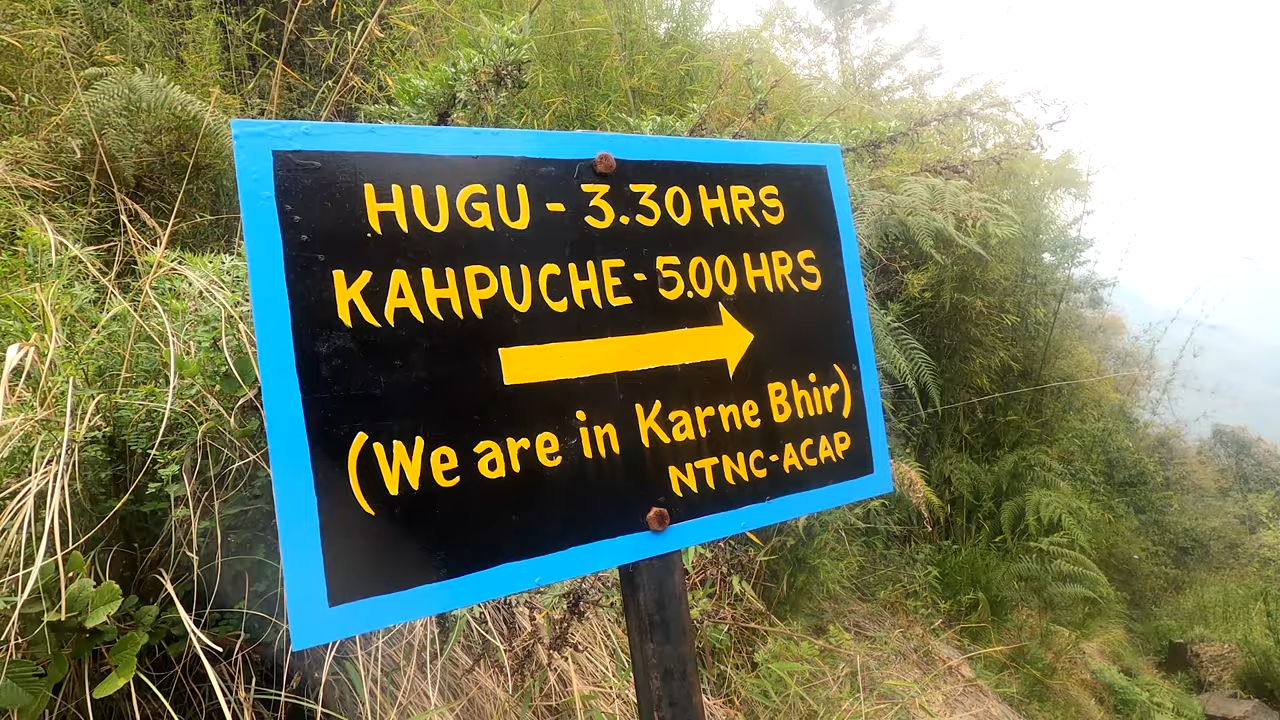 HUGU - 3.30 HRS
KAHPUCHE - 5.00 HRS
(We are in Karne Bhir)
NTNC-ACAP